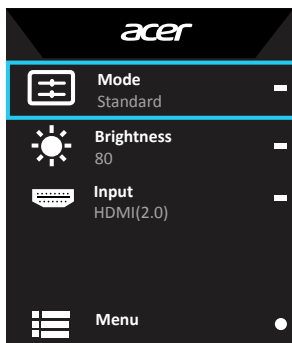 acer
Mode
Standard
Brightness
80
Input
HDMI(2.0)
Menu